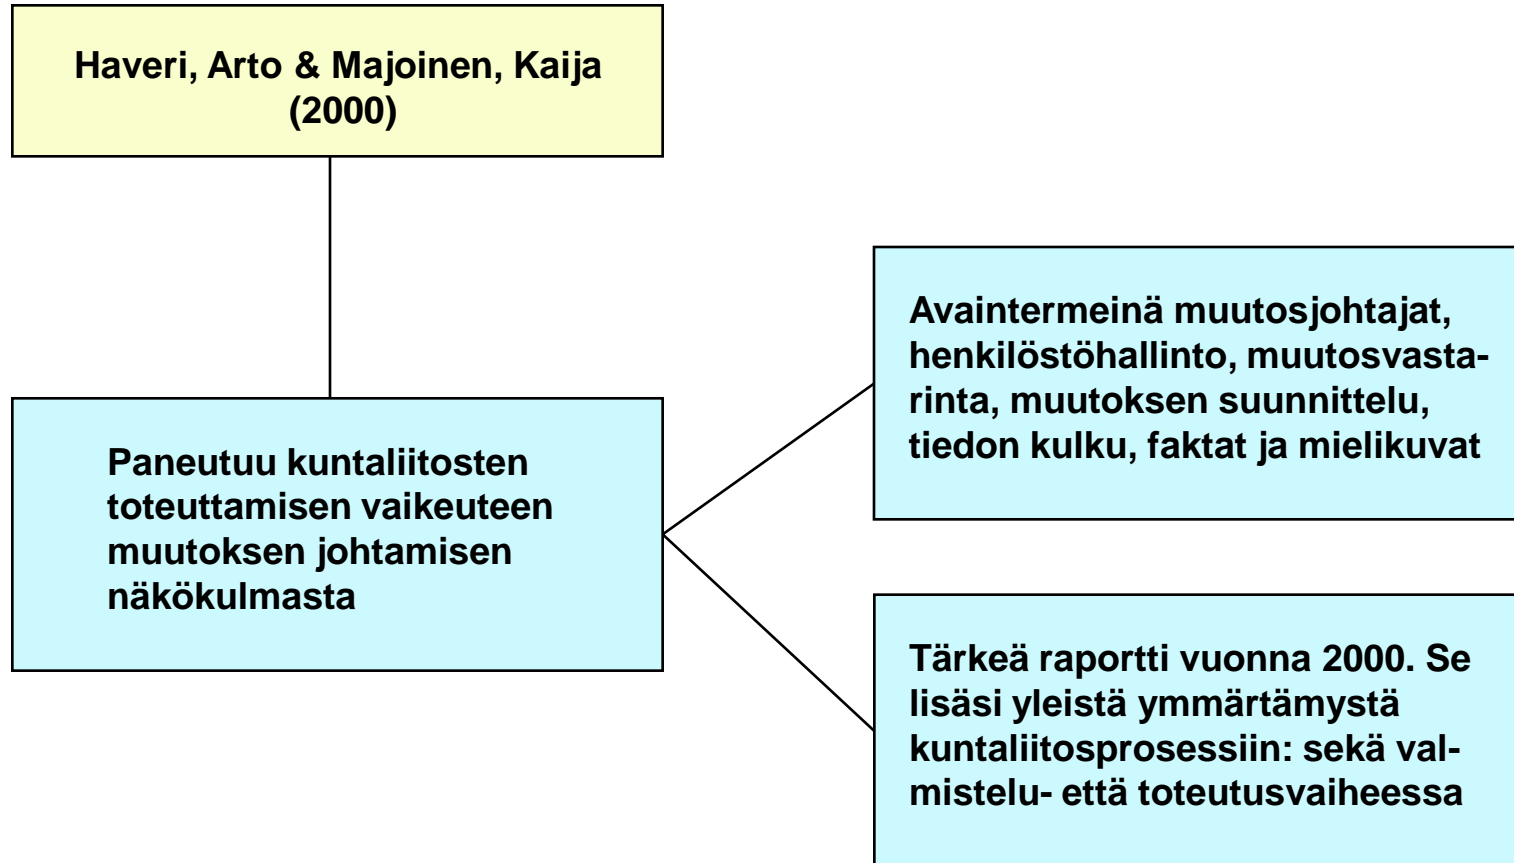 Haveri, Arto & Majoinen, Kaija
(2000)
Paneutuu kuntaliitosten
toteuttamisen vaikeuteen
muutoksen johtamisen
näkökulmasta
Avaintermeinä muutosjohtajat,
henkilöstöhallinto, muutosvasta-
rinta, muutoksen suunnittelu,
tiedon kulku, faktat ja mielikuvat
Tärkeä raportti vuonna 2000. Se
lisäsi yleistä ymmärtämystä
kuntaliitosprosessiin: sekä val-
mistelu- että toteutusvaiheessa